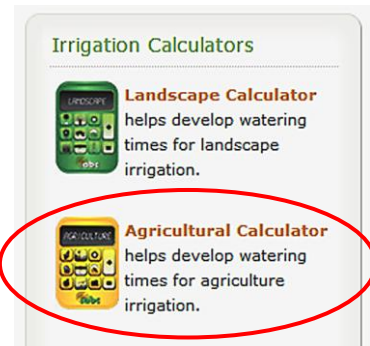 Irrigation Calculators
LANDSCAPE
Landscape Calculator
helps develop watering
times for landscape
irrigation.
AGRICULTURE
Agricultural Calculator
helps develop watering
times for agriculture
irrigation.